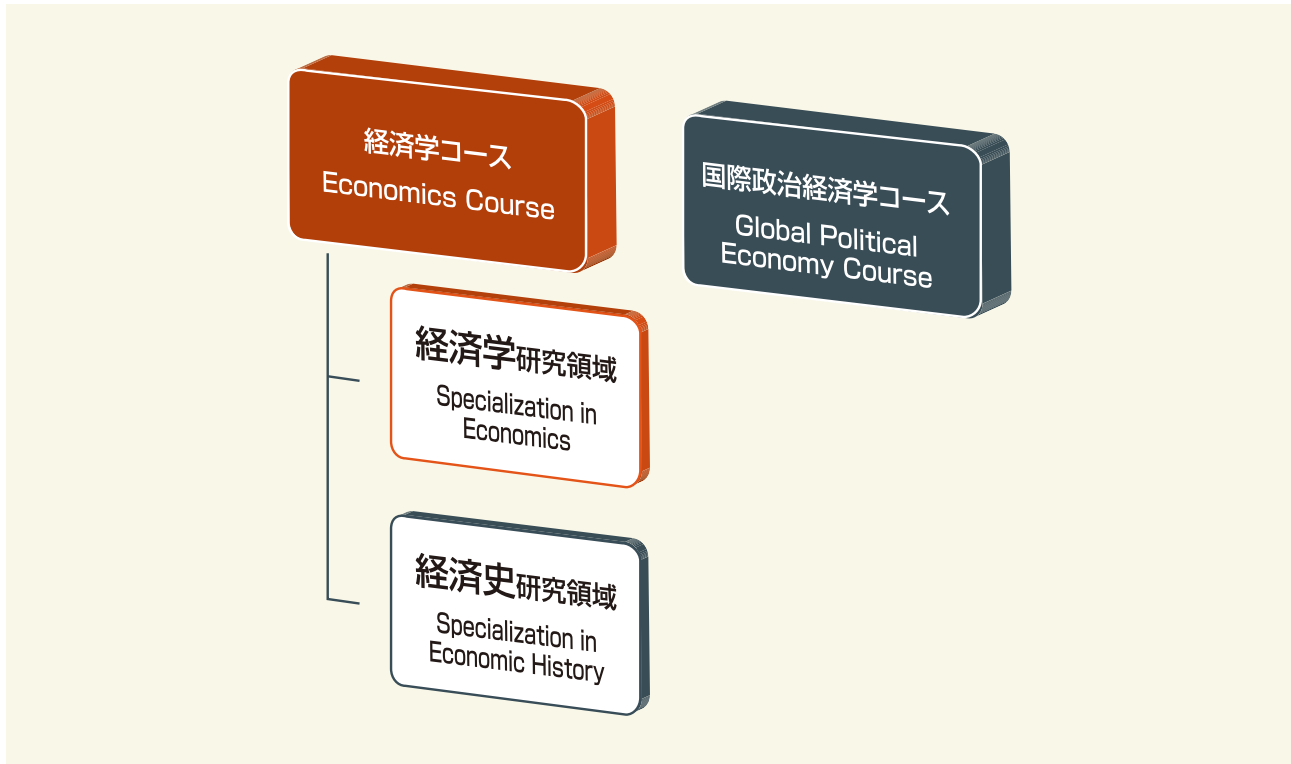 経済学コース
Economics Course
国際政治経済学コース
Global Political
Economy Course
経済学研究領域
Specialization in
Economics
経済史研究領域
Specialization in
Economic History